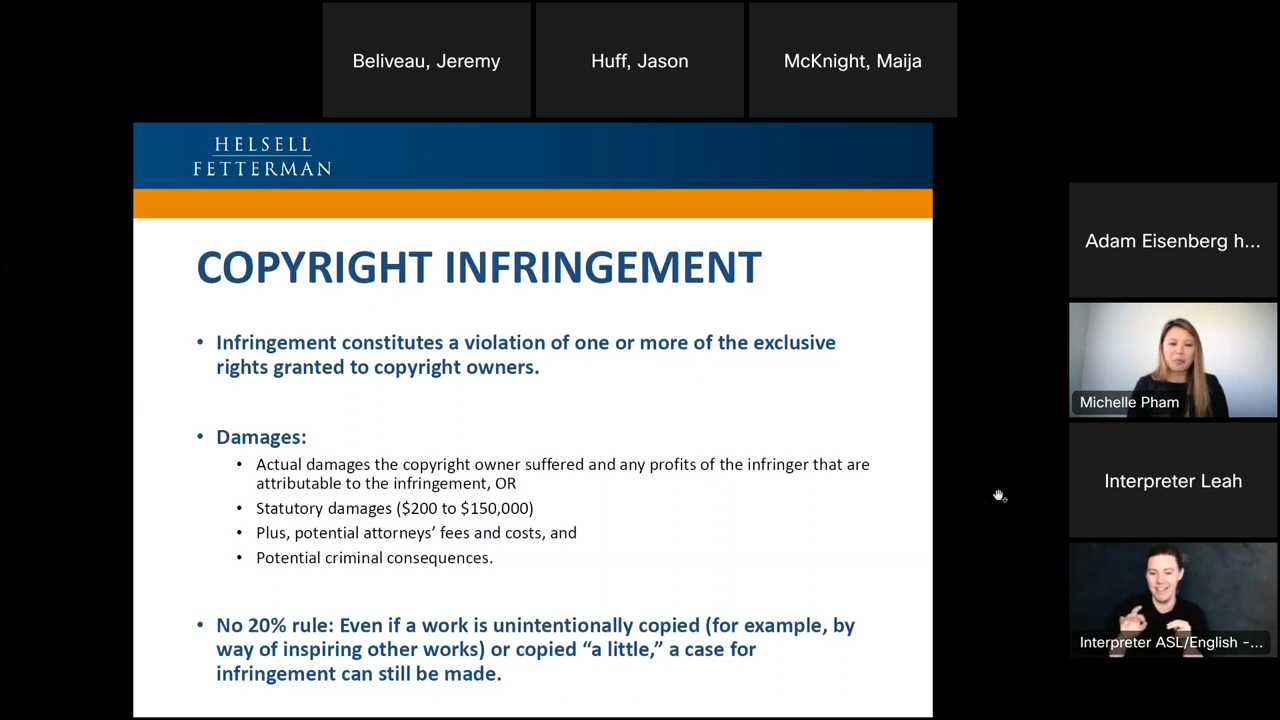 Beliveau, Jeremy
Huff, Jason
McKnight, Maija
HELSELL
FETTERMAN
COPYRIGHT INFRINGEMENT
• Infringement constitutes a violation of one or more of the exclusive
rights granted to copyright owners.
• Damages:
• Actual damages the copyright owner suffered and any profits of the infringer that are
attributable to the infringement, OR
• Statutory damages ($200 to $150,000)
• Plus, potential attorneys’ fees and costs, and
• Potential criminal consequences.
• No 20% rule: Even if a work is unintentionally copied (for example, by
way of inspiring other works) or copied “a little,” a case for
infringement can still be made.
Adam Eisenberg h...
Michelle Pham
Interpreter Leah
Interpreter ASL/English -...